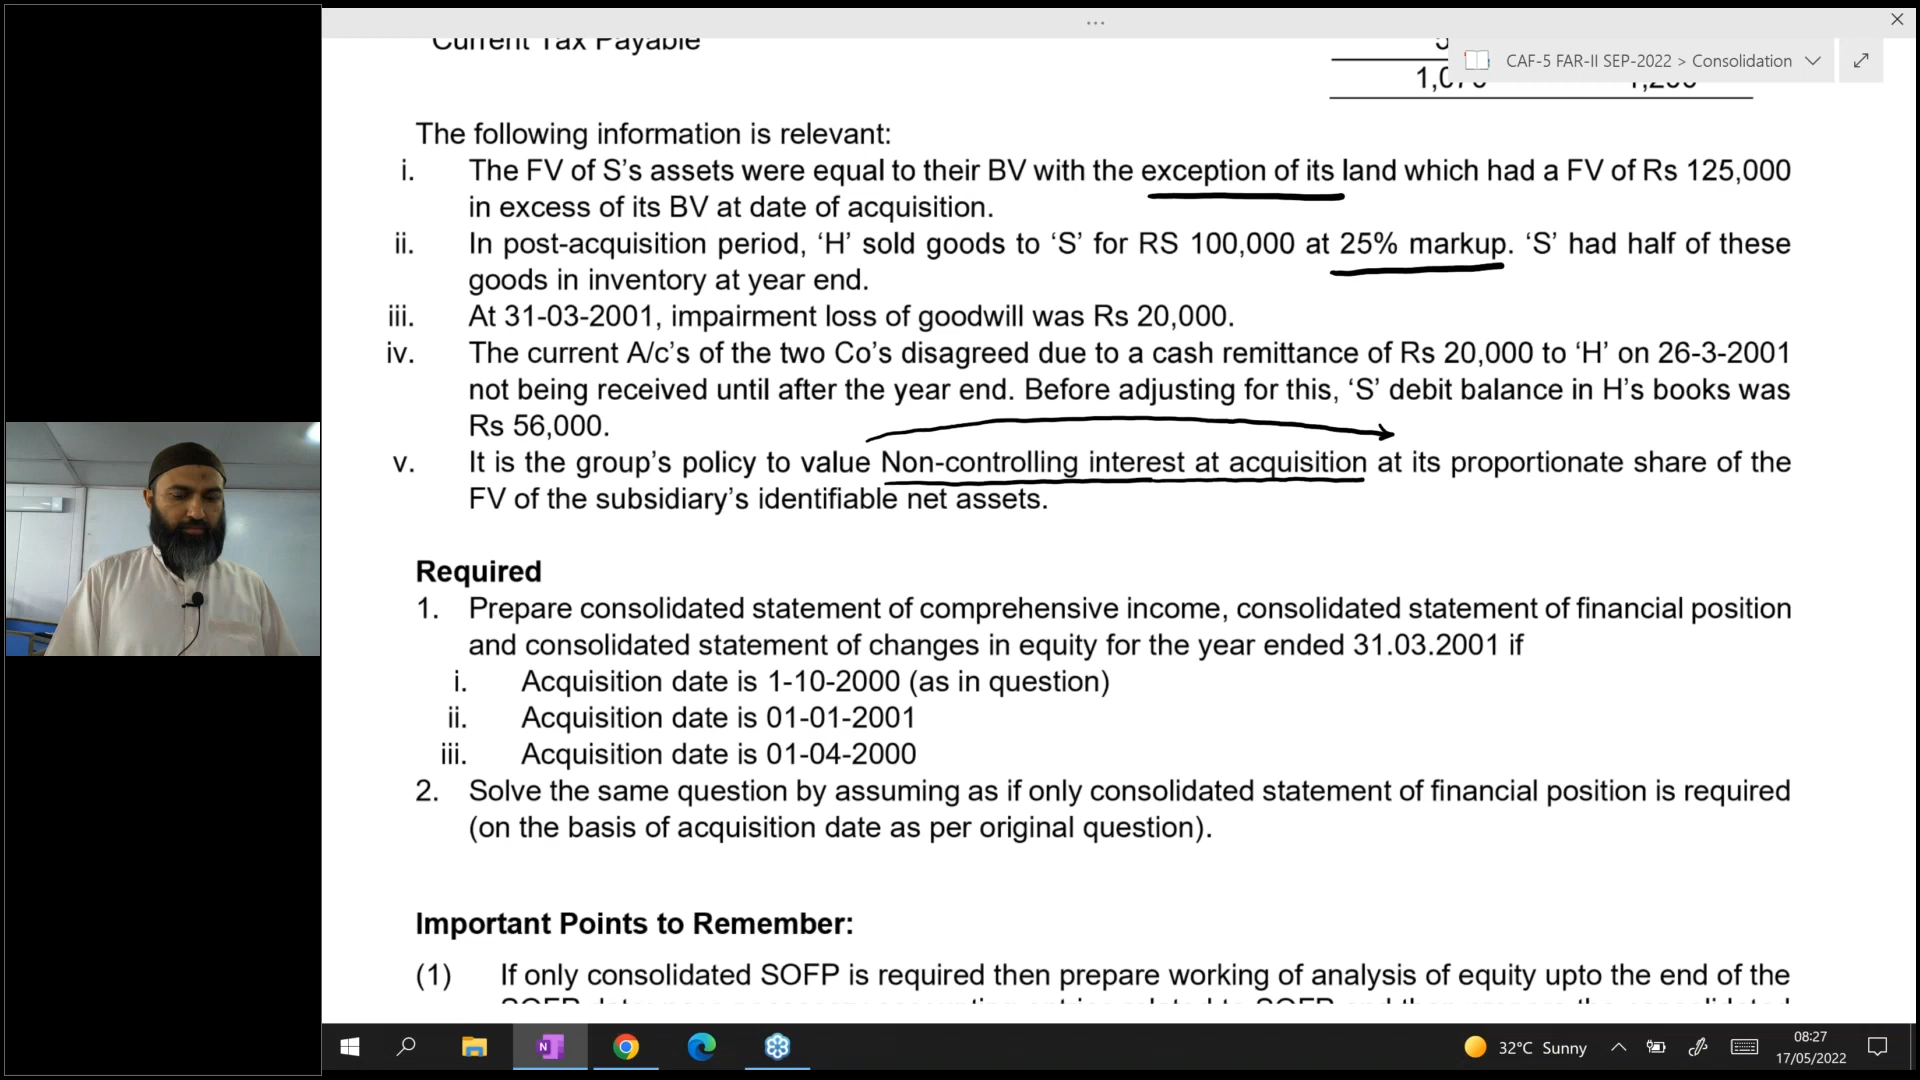 Current Tax Payable
CAF-5 FAR-II SEP-2022 > Consolidation
The following information is relevant:
i. The FV of S's assets were equal to their BV with the exception of its land which had a FV of Rs 125,000
in excess of its BV at date of acquisition.
ii. In post-acquisition period, ‘H’ sold goods to ‘S’ for RS 100,000 at 25% markup. ‘S’ had half of these
goods in inventory at year end.
iii. At 31-03-2001, impairment loss of goodwill was Rs 20,000.
iv. The current A/c’s of the two Co’s disagreed due to a cash remittance of Rs 20,000 to ‘H’ on 26-3-2001
not being received until after the year end. Before adjusting for this, ‘S’ debit balance in H’s books was
Rs 56,000.
v. It is the group’s policy to value Non-controlling interest at acquisition at its proportionate share of the
FV of the subsidiary’s identifiable net assets.
Required
1. Prepare consolidated statement of comprehensive income, consolidated statement of financial position
and consolidated statement of changes in equity for the year ended 31.03.2001 if
i. Acquisition date is 1-10-2000 (as in question)
ii. Acquisition date is 01-01-2001
iii. Acquisition date is 01-04-2000
2. Solve the same question by assuming as if only consolidated statement of financial position is required
(on the basis of acquisition date as per original question).
Important Points to Remember:
(1) If only consolidated SOFP is required then prepare working of analysis of equity upto the end of the
32°C Sunny
08:27
17/05/2022